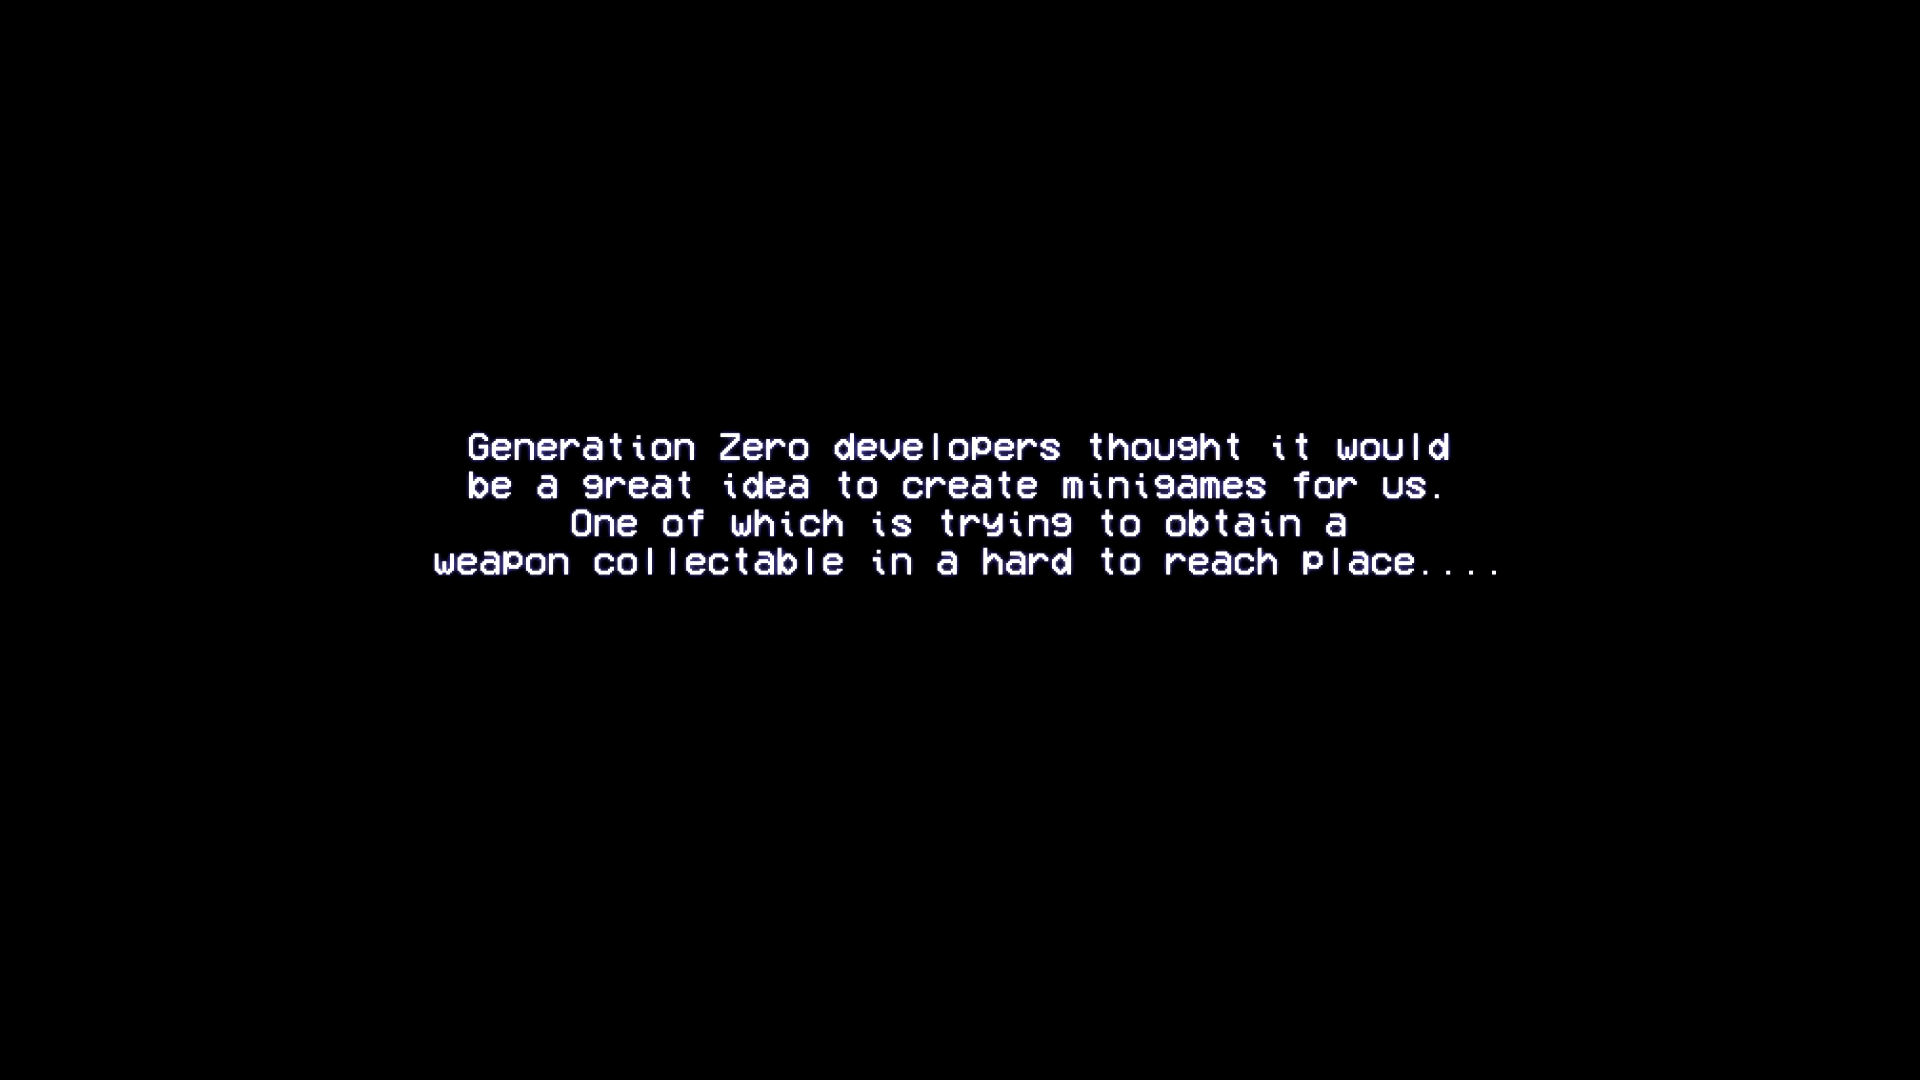 Generation Zero developers thought it would
be a great idea to create minigames for us.
One of which is trying to obtain a
weapon collectable in a hard to reach place....